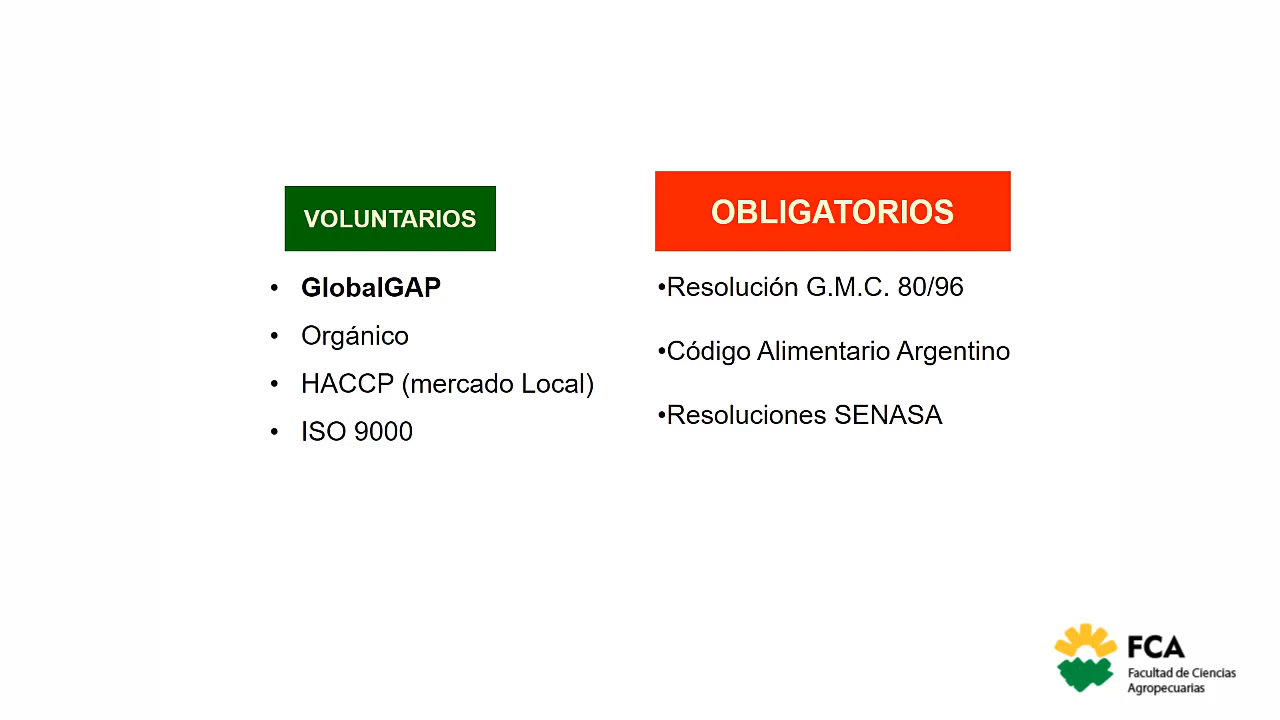 VOLUNTARIOS
• GlobalGAP
• Orgánico
• HACCP (mercado Local)
• ISO 9000
OBLIGATORIOS
•Resolución G.M.C. 80/96
•Código Alimentario Argentino
•Resoluciones SENASA
FCA
Facultad de Ciencias
Agropecuarias